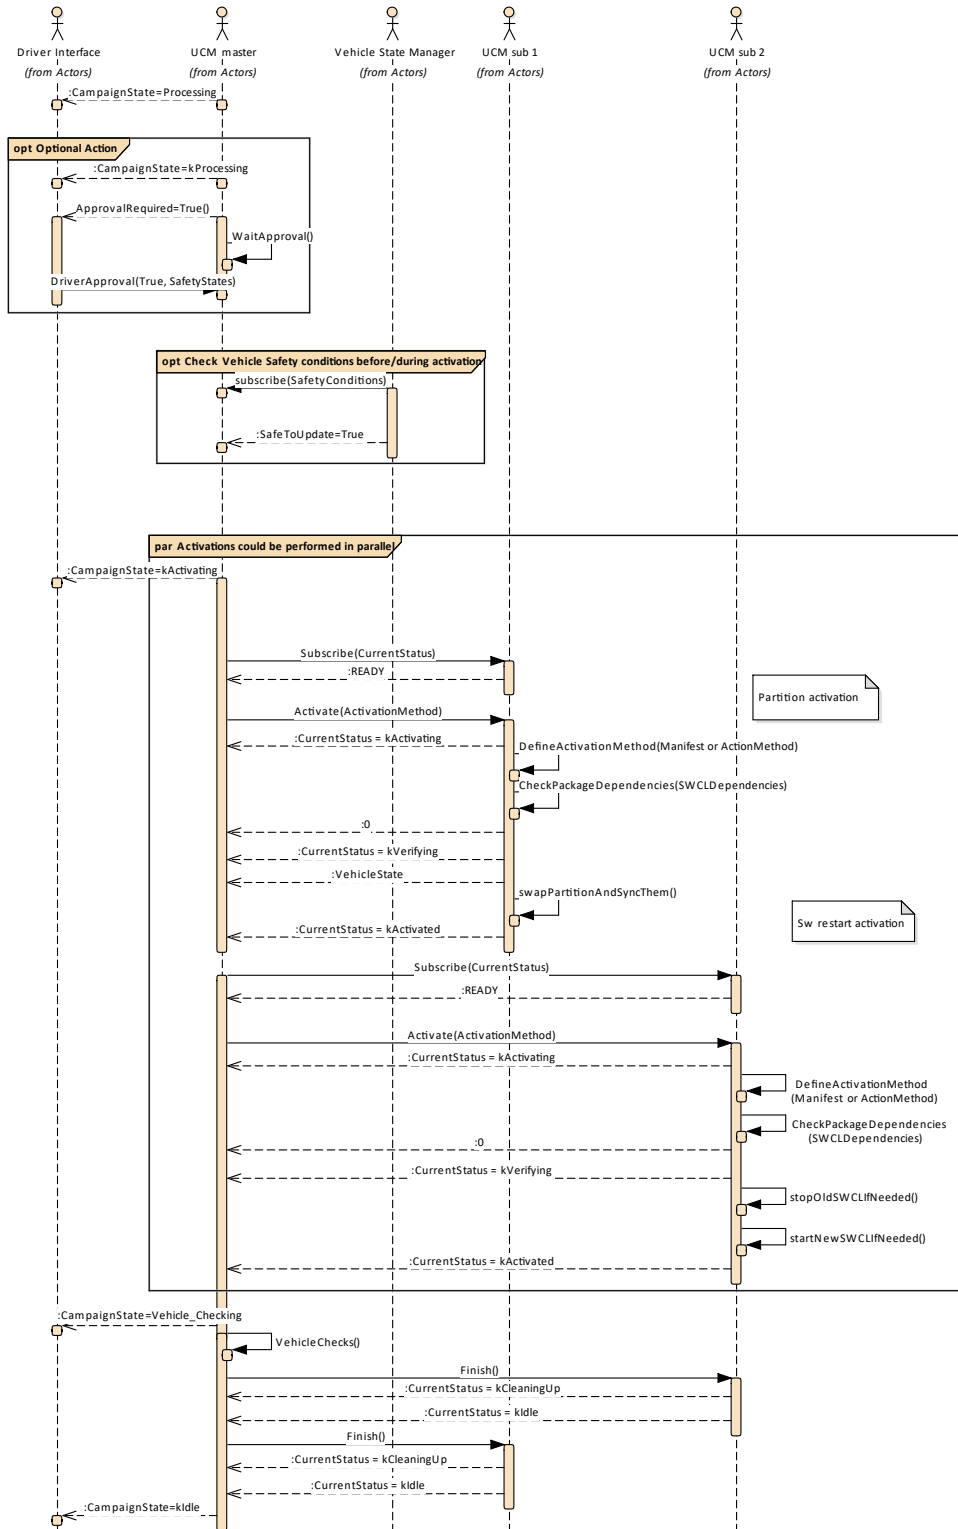 Driver Interface
(from Actors)
UCM master
(from Actors)
Vehicle State Manager
(from Actors)
UCM sub 1
(from Actors)
UCM sub 2
(from Actors)
:CampaignState=Processing
opt Optional Action
:CampaignState=kProcessing
ApprovalRequired=True()
WaitApproval()
DriverApproval(True, SafetyStates)
opt Check Vehicle Safety conditions before/during activation
subscribe(SafetyConditions)
:SafeToUpdate=True
par Activations could be performed in parallel
:CampaignState=kActivating
Subscribe(CurrentStatus)
:READY
Partition activation
Activate(ActivationMethod)
:CurrentStatus = kActivating
DefineActivationMethod(Manifest or ActionMethod)
CheckPackageDependencies(SWCLDependencies)
:0
:CurrentStatus = kVerifying
:VehicleState
swapPartitionAndSyncThem()
Sw restart activation
:CurrentStatus = kActivated
Subscribe(CurrentStatus)
:READY
Activate(ActivationMethod)
:CurrentStatus = kActivating
DefineActivationMethod
(Manifest or ActionMethod)
CheckPackageDependencies
(SWCLDependencies)
:0
:CurrentStatus = kVerifying
stopOldSWCLIfNeeded()
startNewSWCLIfNeeded()
:CurrentStatus = kActivated
:CampaignState=Vehicle_Checking
VehicleChecks()
Finish()
:CurrentStatus = kCleaningUp
:CurrentStatus = kIdle
Finish()
:CurrentStatus = kCleaningUp
:CurrentStatus = kIdle
:CampaignState=kIdle